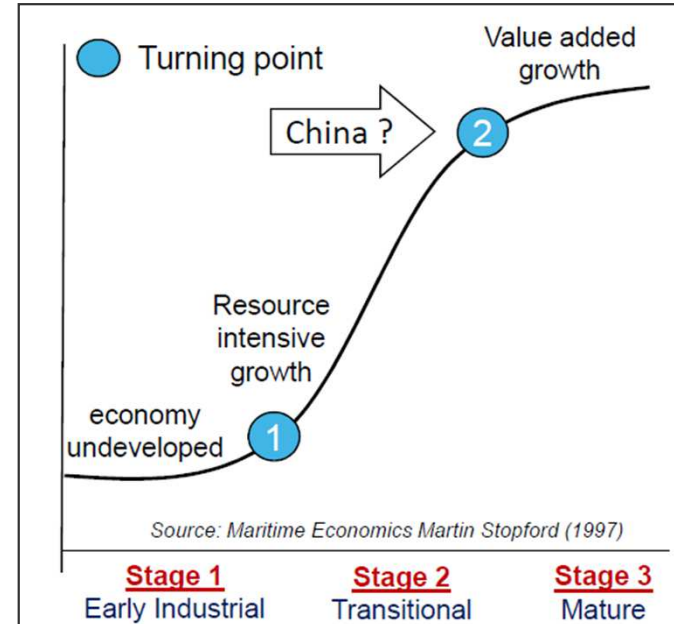 Turning point
Value added
growth
China ?
2
Resource
intensive
growth
economy
undeveloped
1
Source: Maritime Economics Martin Stopford (1997)
Stage 1
Stage 2
Stage 3
Early Industrial
Transitional
Mature